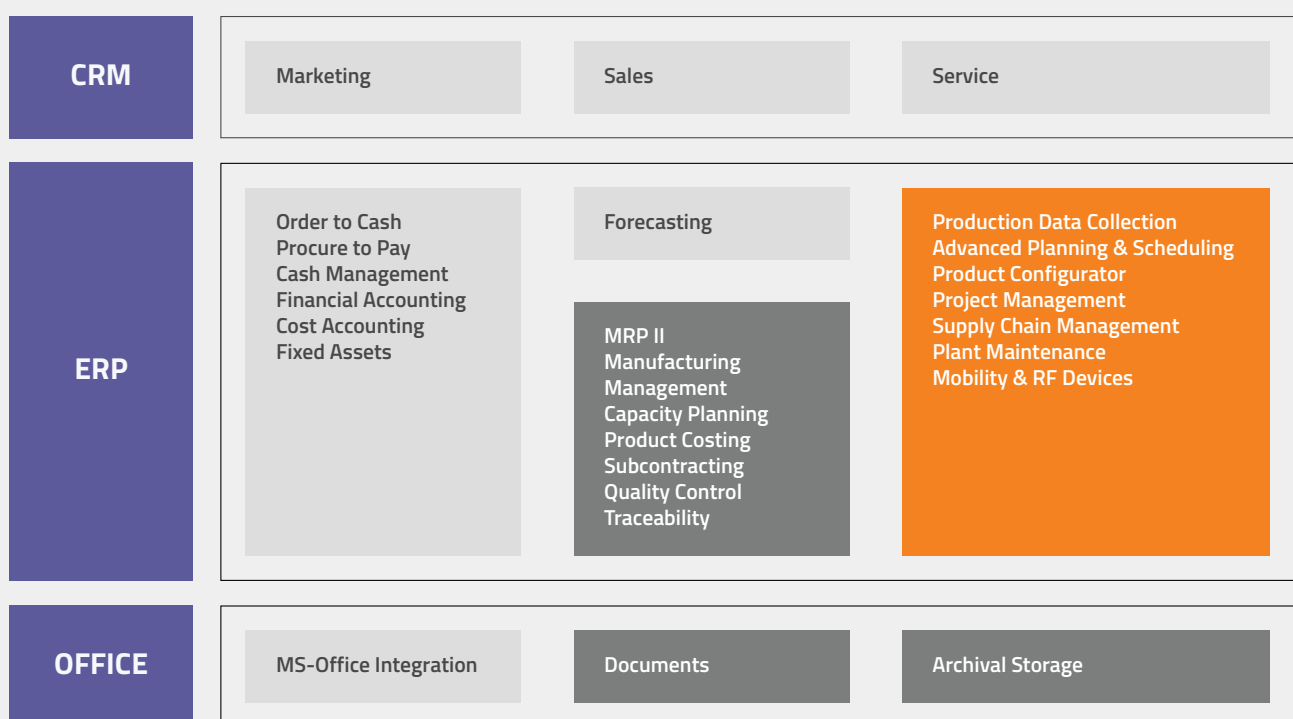 CRM
Marketing
Sales
Service
ERP
Order to Cash
Procure to Pay
Cash Management
Financial Accounting
Cost Accounting
Fixed Assets
Forecasting
MRP II
Manufacturing
Management
Capacity Planning
Product Costing
Subcontracting
Quality Control
Traceability
Production Data Collection
Advanced Planning & Scheduling
Product Configurator
Project Management
Supply Chain Management
Plant Maintenance
Mobility & RF Devices
OFFICE
MS-Office Integration
Documents
Archival Storage